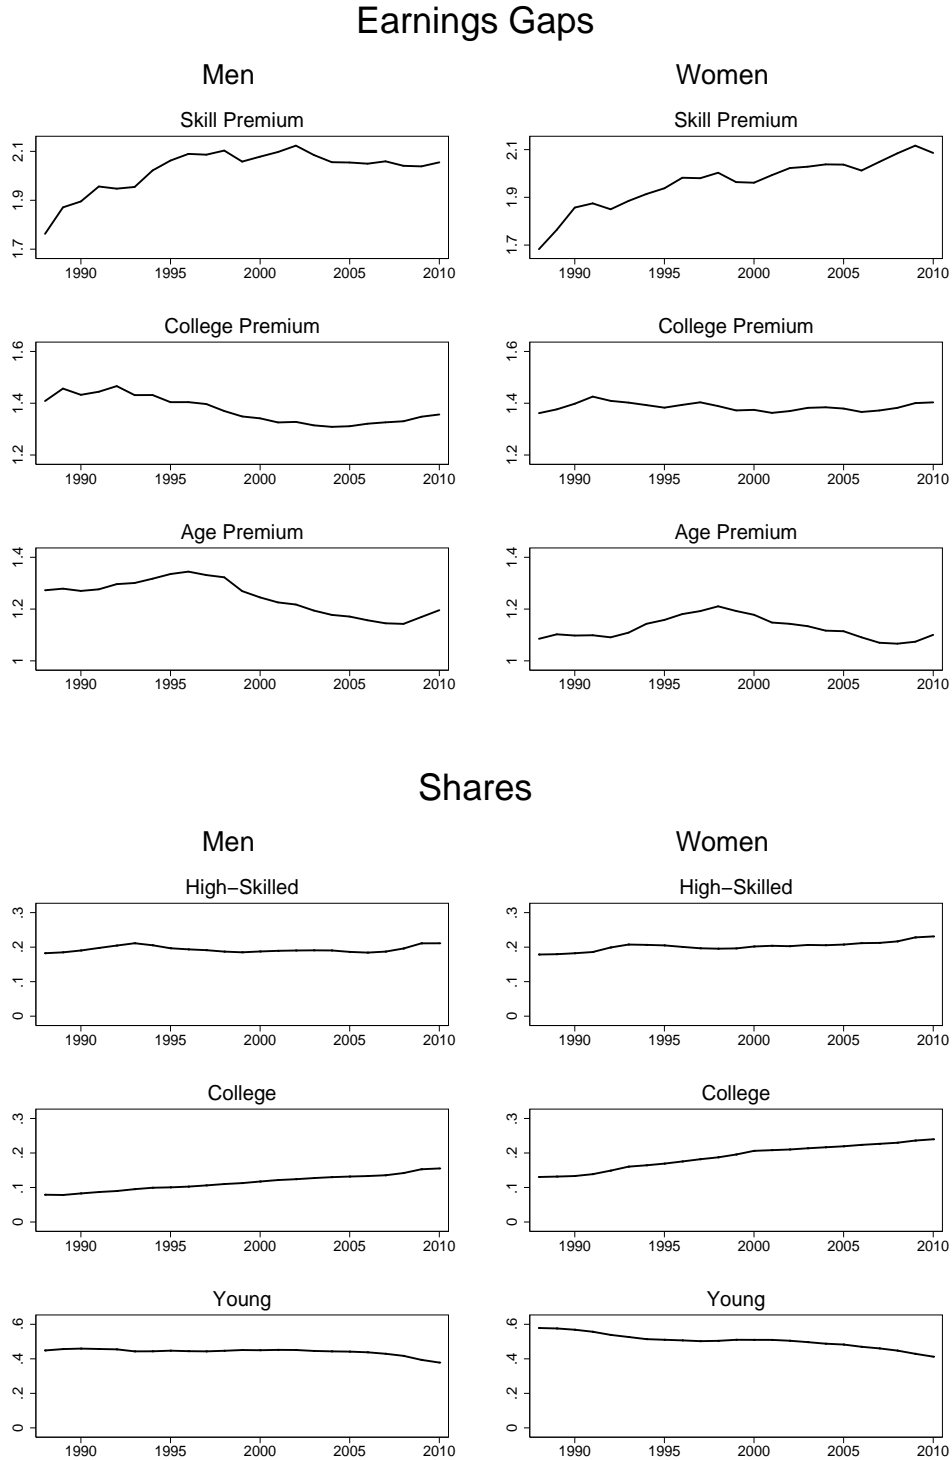 Earnings Gaps
Men Women
Skill Premium Skill Premium
2.1 2.1
1.9 1.9
1.7 1.7
1990 1995 2000 2005 2010 1990 1995 2000 2005 2010
College Premium College Premium
1.6 1.6
1.4 1.4
1.2 1.2
1990 1995 2000 2005 2010 1990 1995 2000 2005 2010
Age Premium Age Premium
1.4 1.4
1.2 1.2
1 1
1990 1995 2000 2005 2010 1990 1995 2000 2005 2010
Shares
Men Women
High−Skilled High−Skilled
.3 .3
.2 .2
.1 .1
0 0
1990 1995 2000 2005 2010 1990 1995 2000 2005 2010
College College
.3 .3
.2 .2
.1 .1
0 0
1990 1995 2000 2005 2010 1990 1995 2000 2005 2010
Young Young
.6 .6
.4 .4
.2 .2
0 0
1990 1995 2000 2005 2010 1990 1995 2000 2005 2010